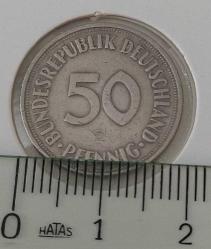 BUNDESREPUBLIK DEUTSCHLAND
50
· PFENNIG ·
0 HATAS 1 2